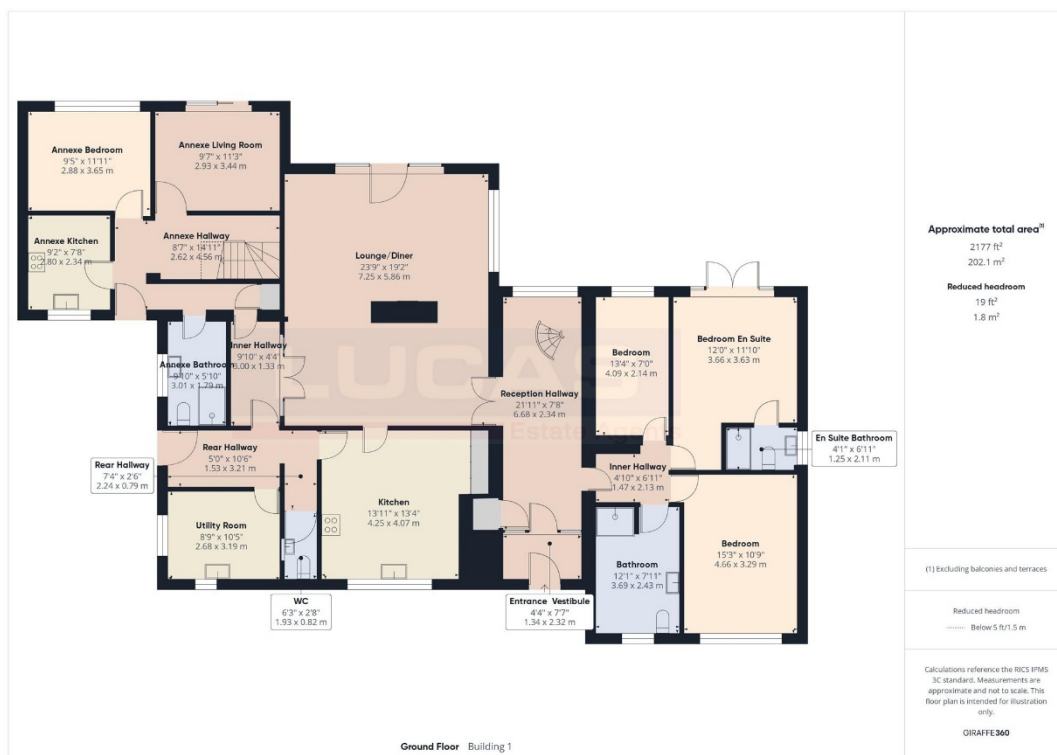 Annexe Bedroom
9'5" x 11'11"
2.88 x 3.65 m
Annexe Living Room
9'7" x 11'3"
2.93 x 3.44 m
Annexe Kitchen
9'2" x 7'8"
2.80 x 2.34 m
Annexe Hallway
8'7" x 14'11"
2.62 x 4.56 m
Lounge/Diner
23'9" x 19'2"
7.25 x 5.86 m
Annexe Bathroom
9'10" x 5'10"
3.01 x 1.79 m
Inner Hallway
9'10" x 4'4"
3.00 x 1.33 m
LUCAS
Estate Agents
Reception Hallway
21'11" x 7'8"
6.68 x 2.34 m
Bedroom
13'4" x 7'0"
4.09 x 2.14 m
Bedroom En Suite
12'0" x 11'10"
3.66 x 3.63 m
En Suite Bathroom
4'1" x 6'11"
1.25 x 2.11 m
Rear Hallway
5'0" x 10'6"
1.53 x 3.21 m
Rear Hallway
7'4" x 2'6"
2.24 x 0.79 m
Inner Hallway
4'10" x 6'11"
1.47 x 2.13 m
Utility Room
8'9" x 10'5"
2.68 x 3.19 m
Kitchen
13'11" x 13'4"
4.25 x 4.07 m
Bedroom
15'3" x 10'9"
4.66 x 3.29 m
Bathroom
12'1" x 7'11"
3.69 x 2.43 m
WC
6'3" x 2'8"
1.93 x 0.82 m
Entrance Vestibule
4'4" x 7'7"
1.34 x 2.32 m
Ground Floor Building 1
Approximate total area(1)
2177 ft²
202.1 m²
Reduced headroom
19 ft²
1.8 m²
(1) Excluding balconies and terraces
Reduced headroom
Below 5 ft/1.5 m
Calculations reference the RICS IPMS
3C standard. Measurements are
approximate and not to scale. This
floor plan is intended for illustration
only.
GIRAFFE360